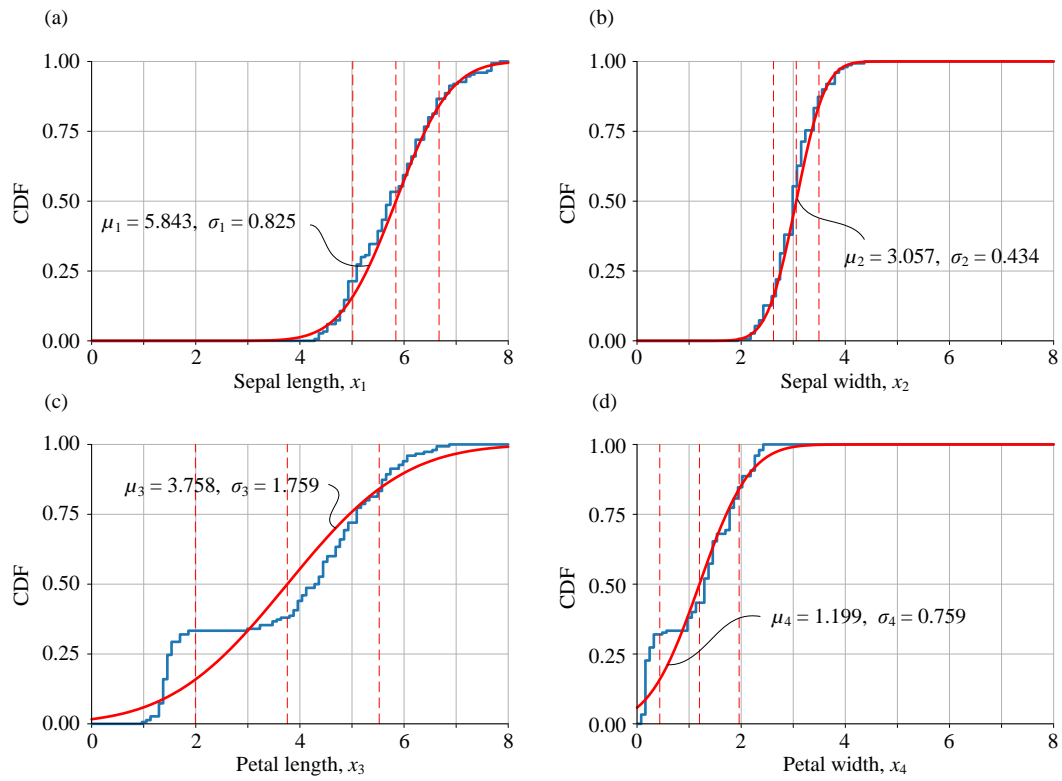 (a)
1.00
0.75
0.50
0.25
0.00
CDF
μ1 = 5.843, σ1 = 0.825
0 2 4 6 8
Sepal length, x1
(b)
1.00
0.75
0.50
0.25
0.00
CDF
μ2 = 3.057, σ2 = 0.434
0 2 4 6 8
Sepal width, x2
(c)
1.00
0.75
0.50
0.25
0.00
CDF
μ3 = 3.758, σ3 = 1.759
0 2 4 6 8
Petal length, x3
(d)
1.00
0.75
0.50
0.25
0.00
CDF
μ4 = 1.199, σ4 = 0.759
0 2 4 6 8
Petal width, x4